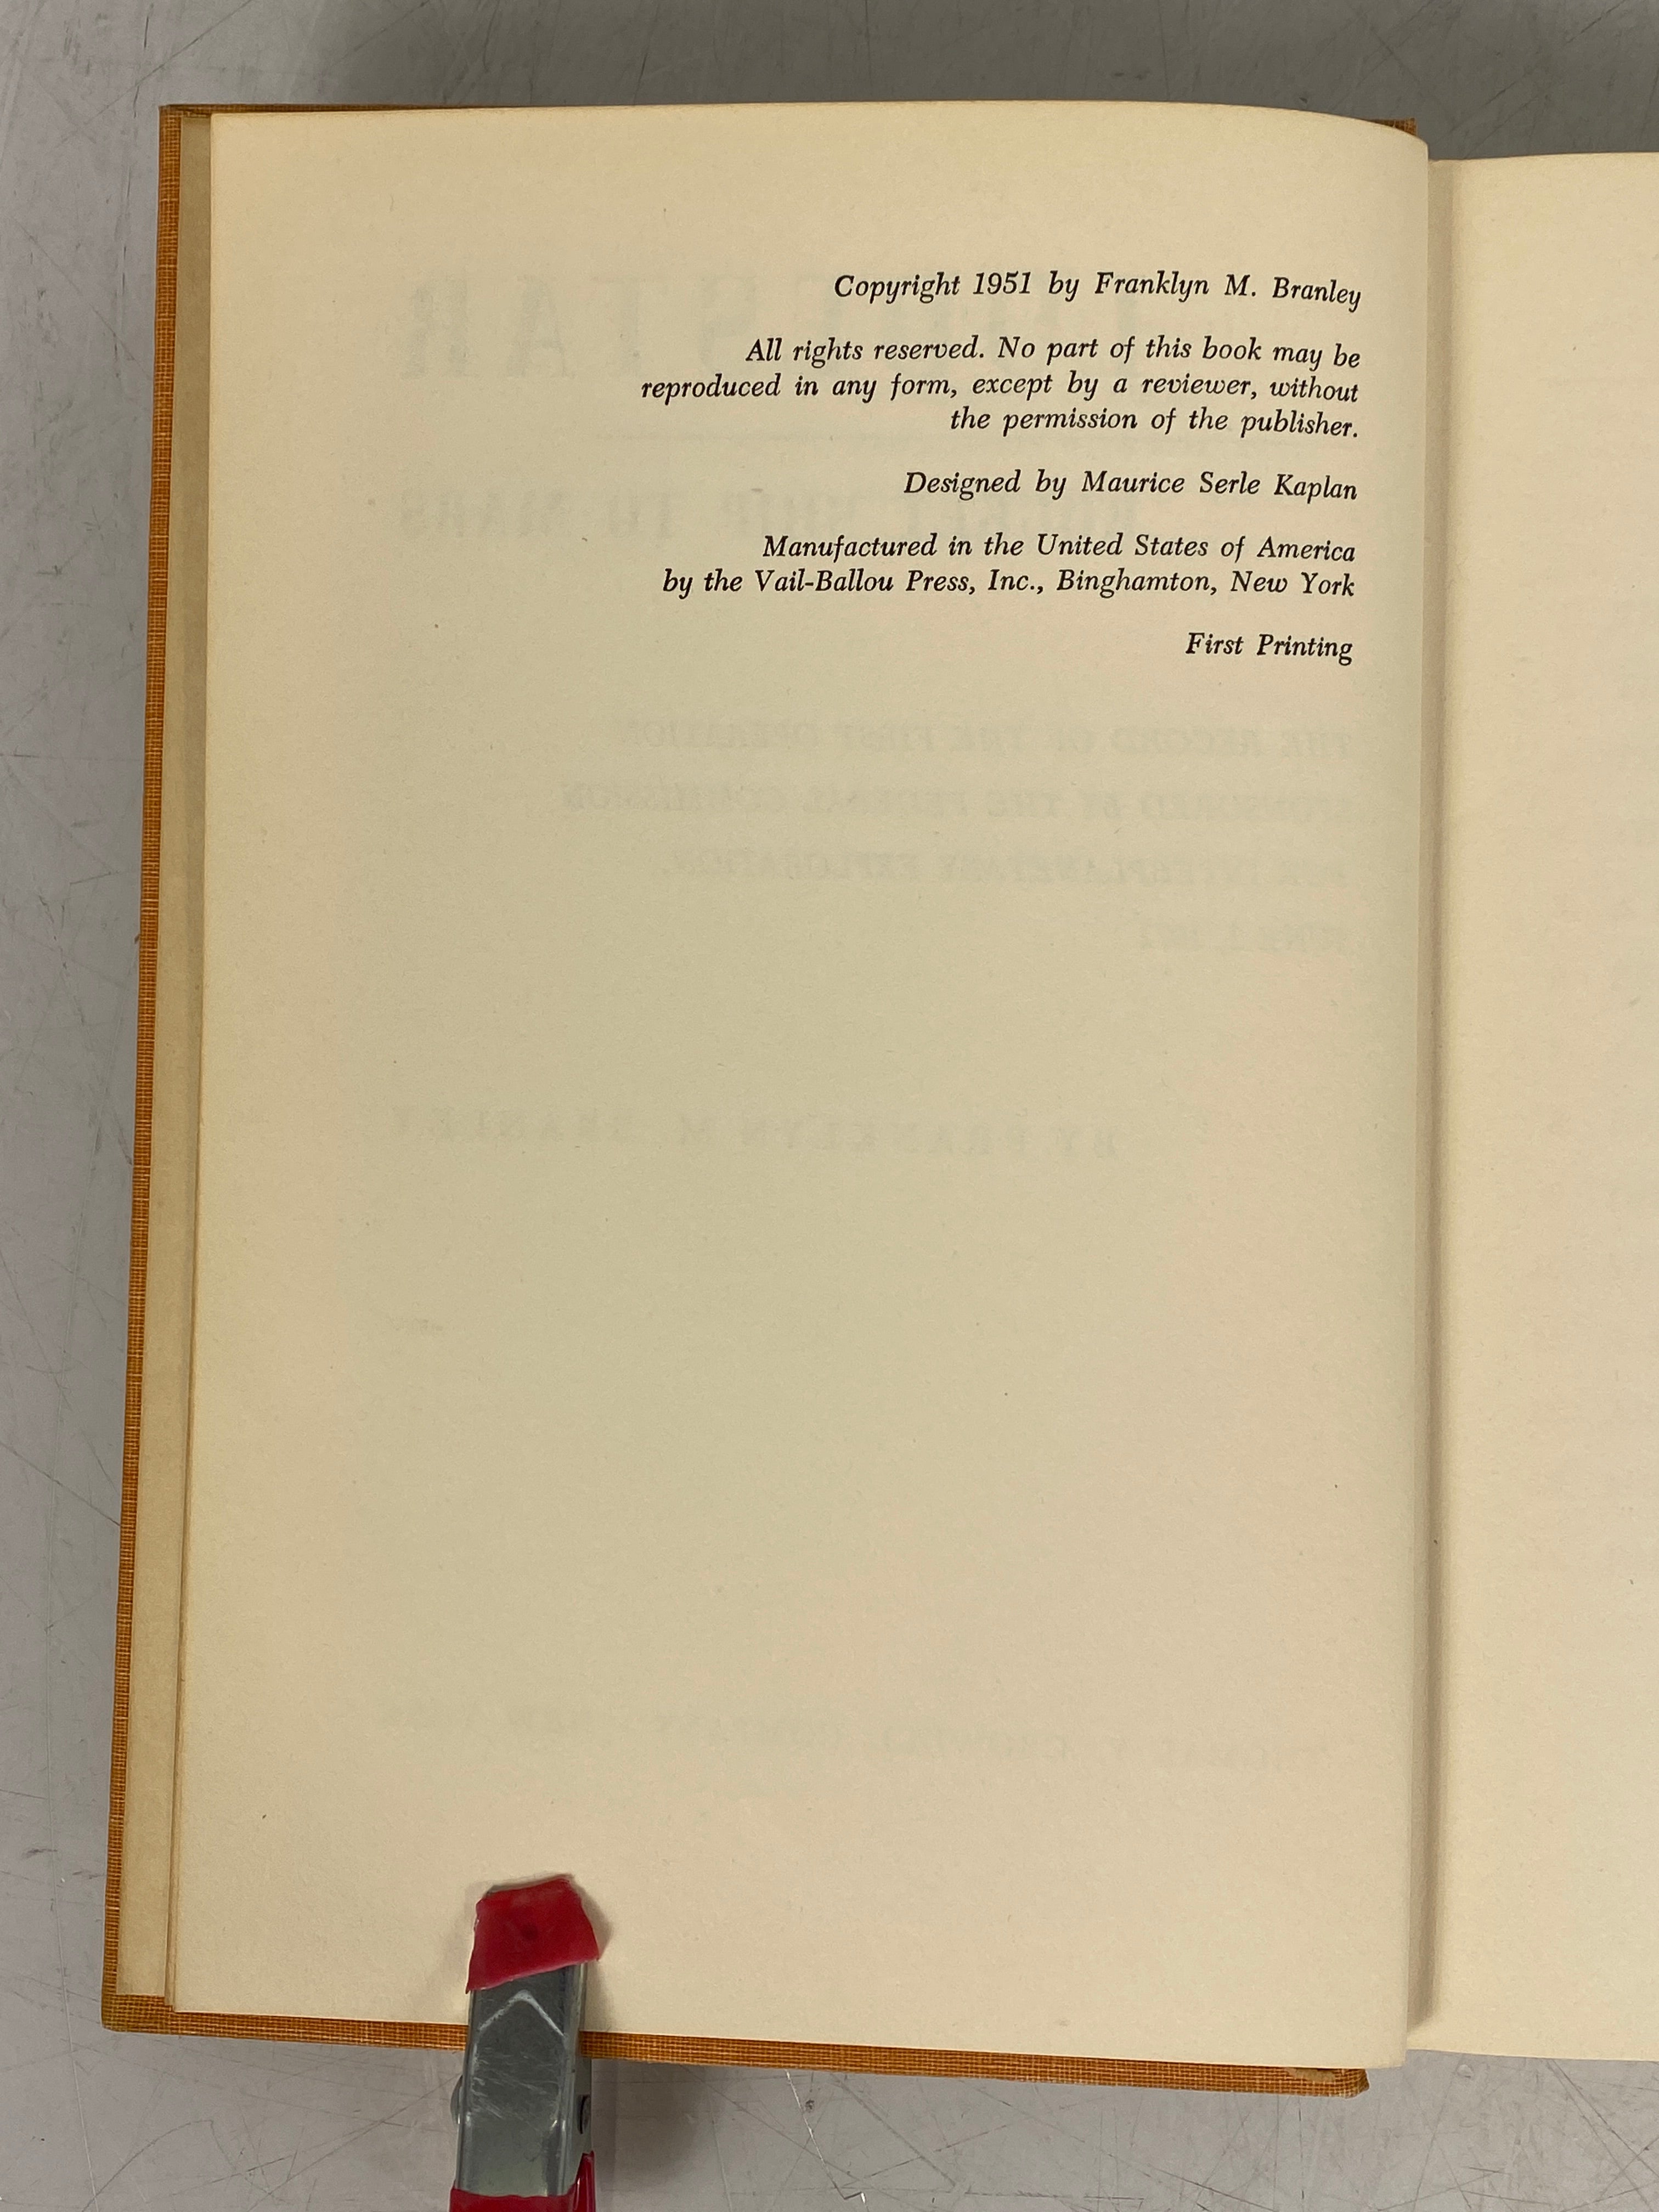 Copyright 1951 by Franklyn M. Branley
All rights reserved. No part of this book may be
reproduced in any form, except by a reviewer, without
the permission of the publisher.
Designed by Maurice Serle Kaplan
Manufactured in the United States of America
by the Vail-Ballou Press, Inc., Binghamton, New York
First Printing